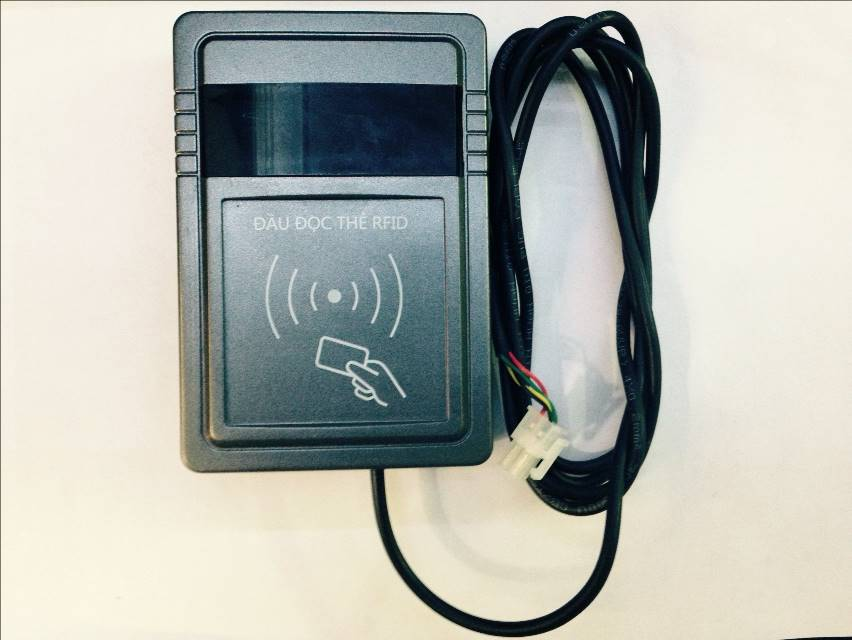 ĐẦU ĐỌC THẺ RFID